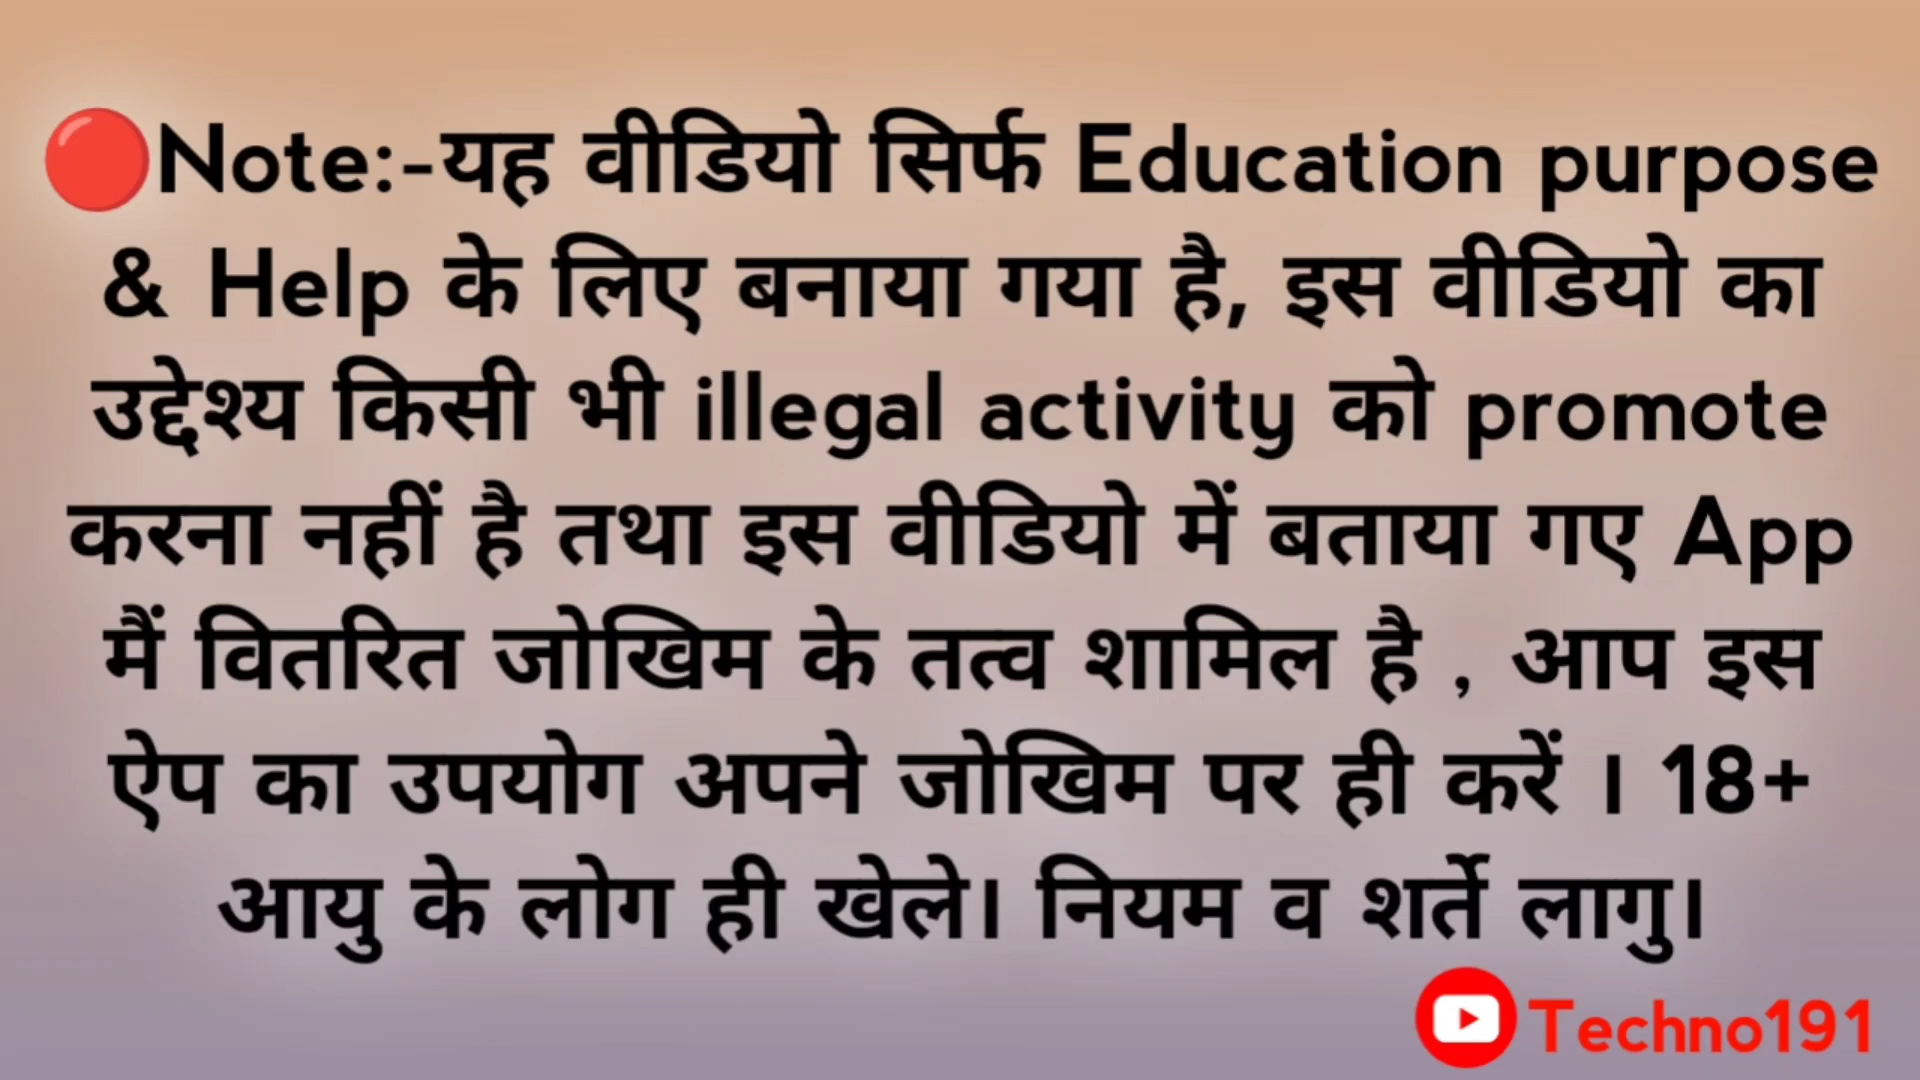 🔴Note:-यह वीडियो सिर्फ Education purpose
& Help के लिए बनाया गया है, इस वीडियो का
उद्देश्य किसी भी illegal activity को promote
करना नहीं है तथा इस वीडियो में बताया गए App
मैं वितरित जोखिम के तत्व शामिल है , आप इस
ऐप का उपयोग अपने जोखिम पर ही करें । 18+
आयु के लोग ही खेले। नियम व शर्ते लागु।
Techno191